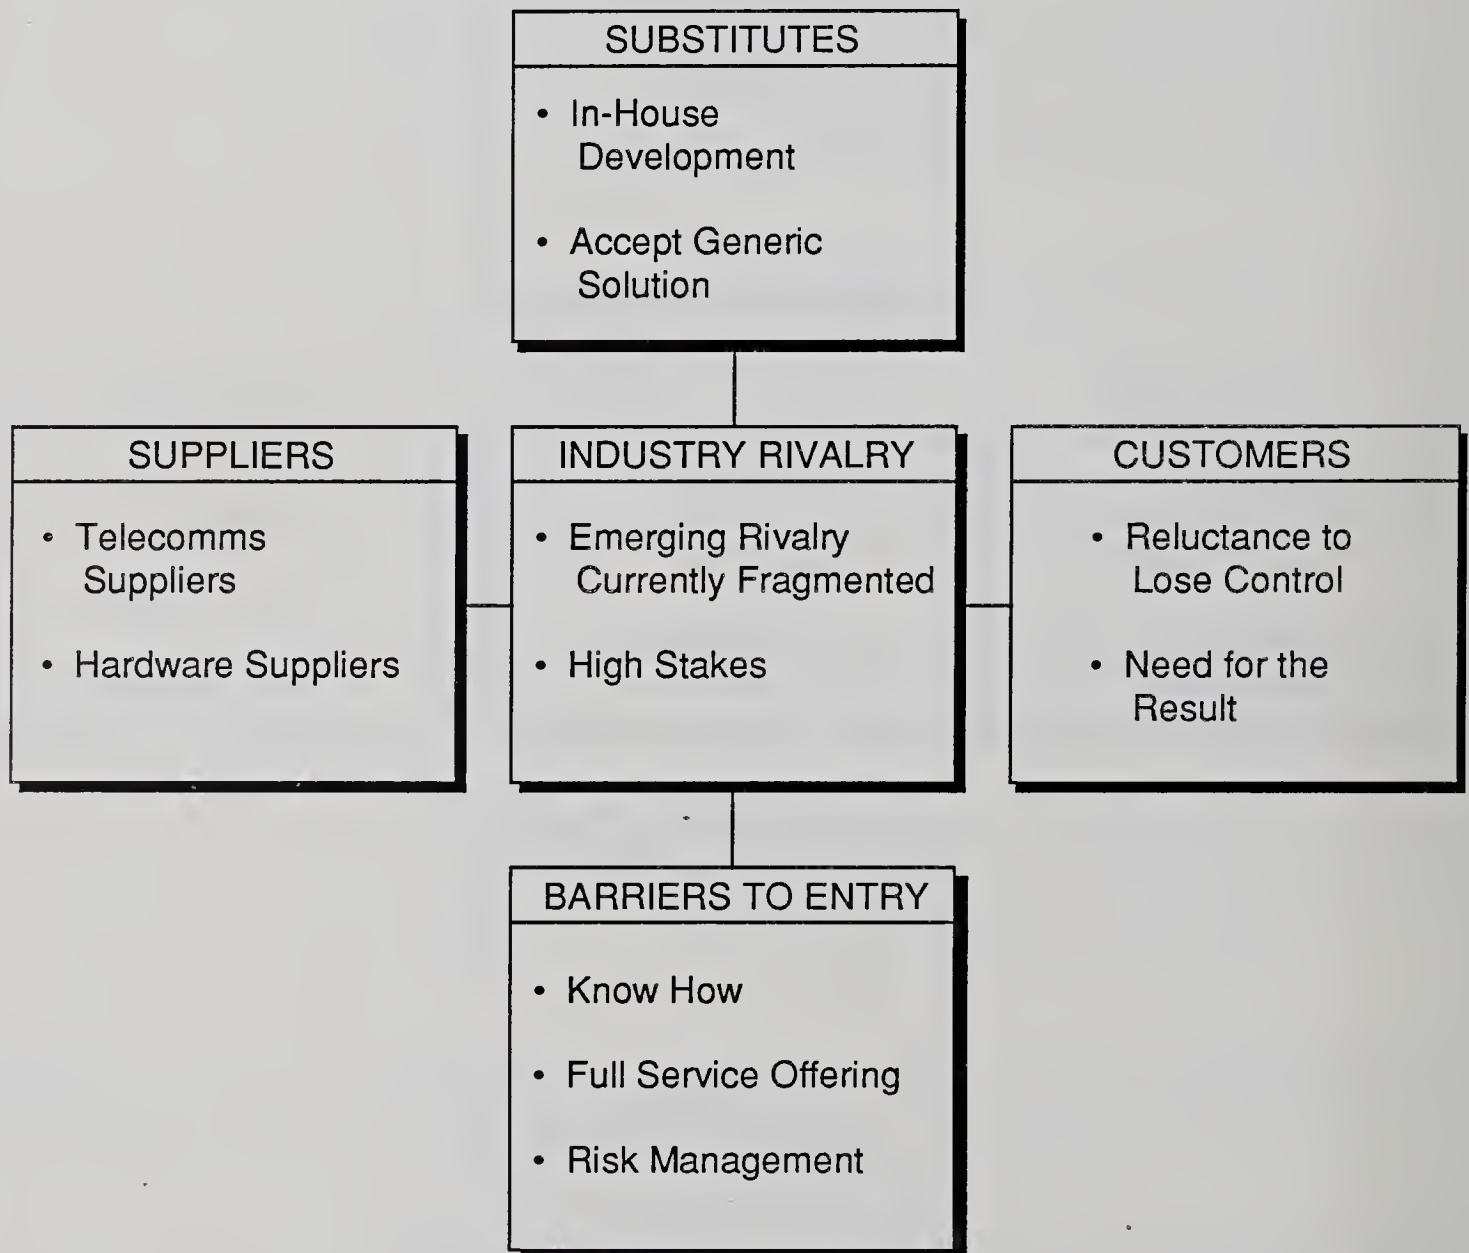 SUBSTITUTES
• In-House
Development
• Accept Generic
Solution
SUPPLIERS
• Telecomms
Suppliers
• Hardware Suppliers
INDUSTRY RIVALRY
• Emerging Rivalry
Currently Fragmented
• High Stakes
CUSTOMERS
• Reluctance to
Lose Control
• Need for the
Result
BARRIERS TO ENTRY
• Know How
• Full Service Offering
• Risk Management